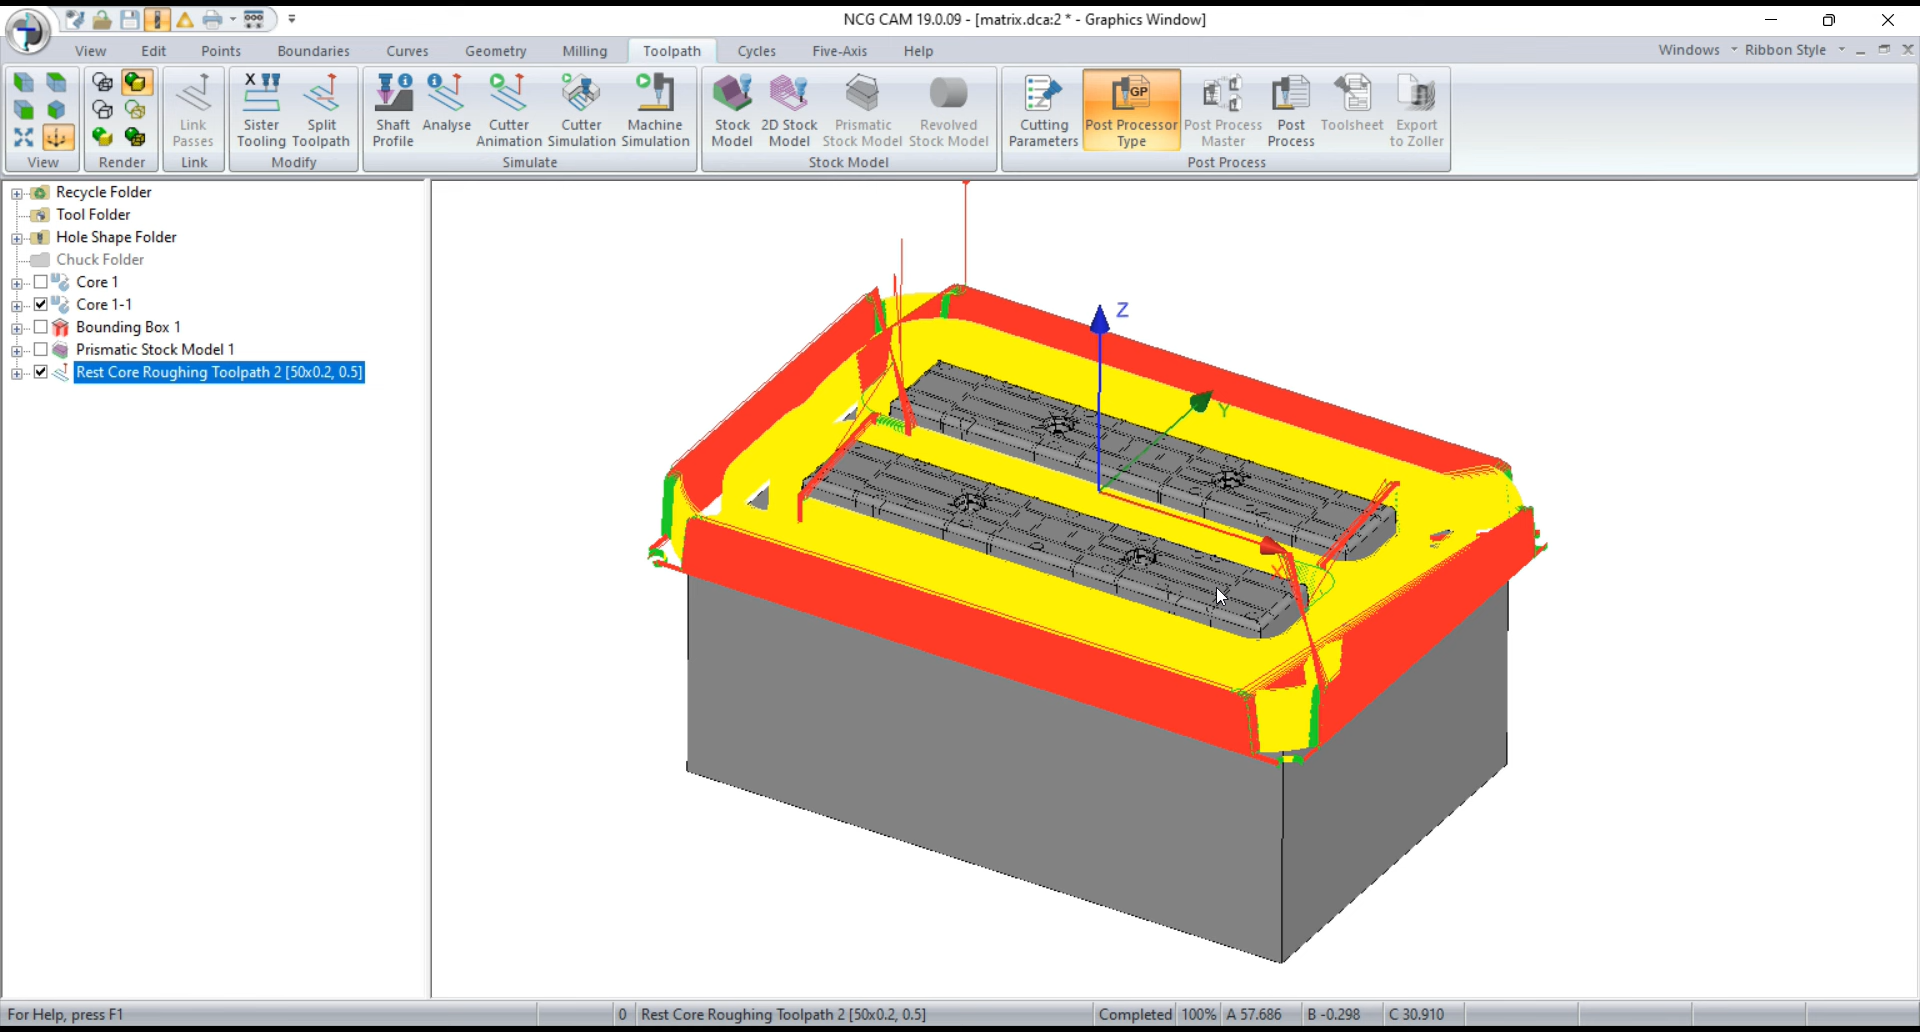 NCG CAM 19.0.09 - [matrix.dca:2 * - Graphics Window]
View Edit Points Boundaries Curves Geometry Milling Toolpath Cycles Five-Axis Help Windows Ribbon Style
View
Render
Link Passes
Link
X
Sister Tooling
Split Toolpath
Modify
Shaft Profile
Analyse
Cutter Animation
Cutter Simulation
Machine Simulation
Simulate
Stock Model
2D Stock Model
Prismatic Stock Model
Revolved Stock Model
Stock Model
Cutting Parameters
GP
Post Processor Type
Post Process Master
Post Process
Toolsheet
Export to Zoller
Post Process
Recycle Folder
Tool Folder
Hole Shape Folder
Chuck Folder
Core 1
Core 1-1
Bounding Box 1
Prismatic Stock Model 1
Rest Core Roughing Toolpath 2 [50x0.2, 0.5]
Z
Y
X
For Help, press F1 0 Rest Core Roughing Toolpath 2 [50x0.2, 0.5] Completed 100% A 57.686 B -0.298 C 30.910